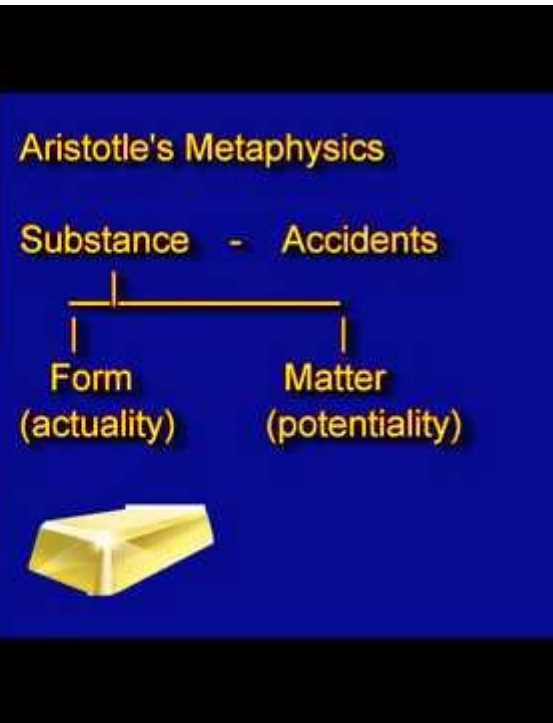 Aristotle's Metaphysics
Substance - Accidents
Form Matter
(actuality) (potentiality)